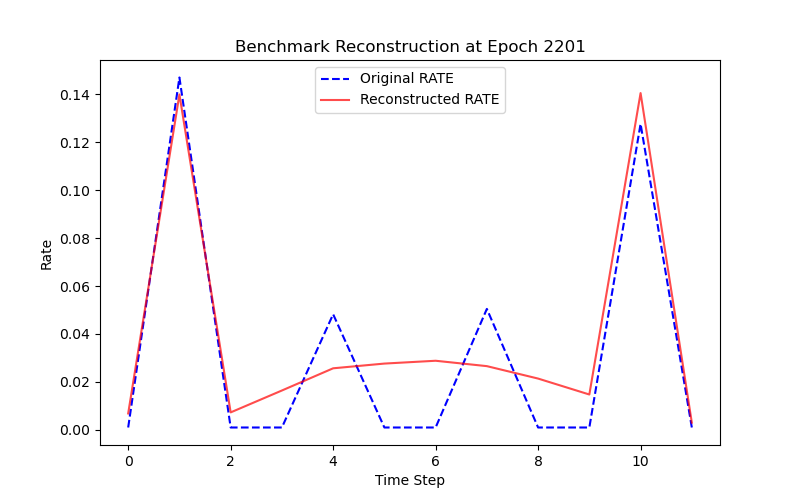 Benchmark Reconstruction at Epoch 2201
Original RATE
Reconstructed RATE
0.14
0.12
0.10
0.08
0.06
0.04
0.02
0.00
Rate
0 2 4 6 8 10
Time Step